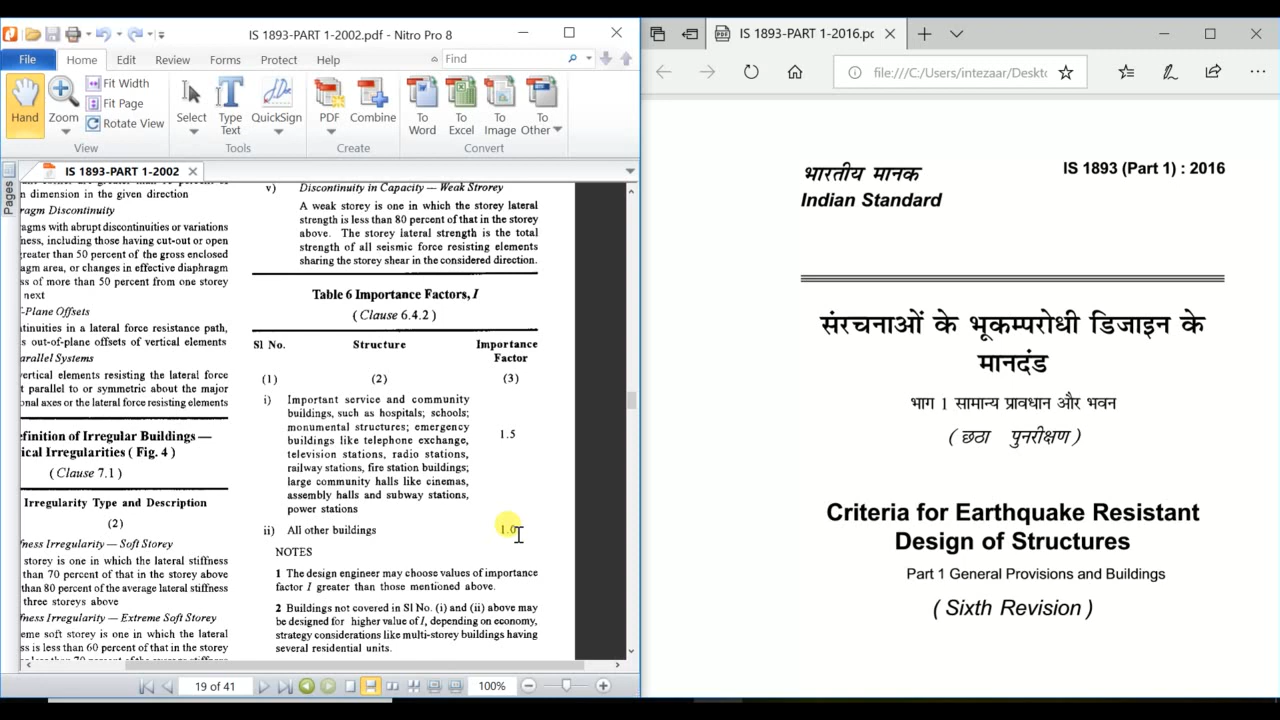 IS 1893-PART 1-2002.pdf - Nitro Pro 8
File Home Edit View Review Forms Protect Help
Find
Hand
Zoom
Fit Width
Fit Page
Rotate View
View
Select
Type Text
QuickSign
Tools
PDF
Combine
Create
To Word
To Excel
To Image
To Other
Convert
IS 1893-PART 1-2002
Pages
n dimension in the given direction
ragm Discontinuity
agms with abrupt discontinuities or variations
ness, including those having cut-out or open
greater than 50 percent of the gross enclosed
agm area, or changes in effective diaphragm
ss of more than 50 percent from one storey
next
f-Plane Offsets
tinuities in a lateral force resistance path,
s out-of-plane offsets of vertical elements
arallel Systems
vertical elements resisting the lateral force
t parallel to or symmetric about the major
onal axes or the lateral force resisting elements
efinition of Irregular Buildings —
ical Irregularities ( Fig. 4 )
( Clause 7.1 )
Irregularity Type and Description
(2)
fness Irregularity — Soft Storey
storey is one in which the lateral stiffness
than 70 percent of that in the storey above
than 80 percent of the average lateral stiffness
three storeys above
fness Irregularity — Extreme Soft Storey
eme soft storey is one in which the lateral
ss is less than 60 percent of that in the storey
v) Discontinuity in Capacity — Weak Strorey
A weak storey is one in which the storey lateral
strength is less than 80 percent of that in the storey
above. The storey lateral strength is the total
strength of all seismic force resisting elements
sharing the storey shear in the considered direction.
Table 6 Importance Factors, I
( Clause 6.4.2 )
Sl No. Structure Importance
Factor
(1) (2) (3)
i) Important service and community
buildings, such as hospitals; schools;
monumental structures; emergency
buildings like telephone exchange, 1.5
television stations, radio stations,
railway stations, fire station buildings;
large community halls like cinemas,
assembly halls and subway stations,
power stations
ii) All other buildings 1.0
NOTES
1 The design engineer may choose values of importance
factor I greater than those mentioned above.
2 Buildings not covered in Sl No. (i) and (ii) above may
be designed for higher value of I, depending on economy,
strategy considerations like multi-storey buildings having
several residential units.
19 of 41
100%
IS 1893-PART 1-2016.pc
file:///C:/Users/intezaar/Deskt
भारतीय मानक
Indian Standard
IS 1893 (Part 1) : 2016
संरचनाओं के भूकम्परोधी डिजाइन के
मानदंड
भाग 1 सामान्य प्रावधान और भवन
( छठा पुनरीक्षण )
Criteria for Earthquake Resistant
Design of Structures
Part 1 General Provisions and Buildings
( Sixth Revision )